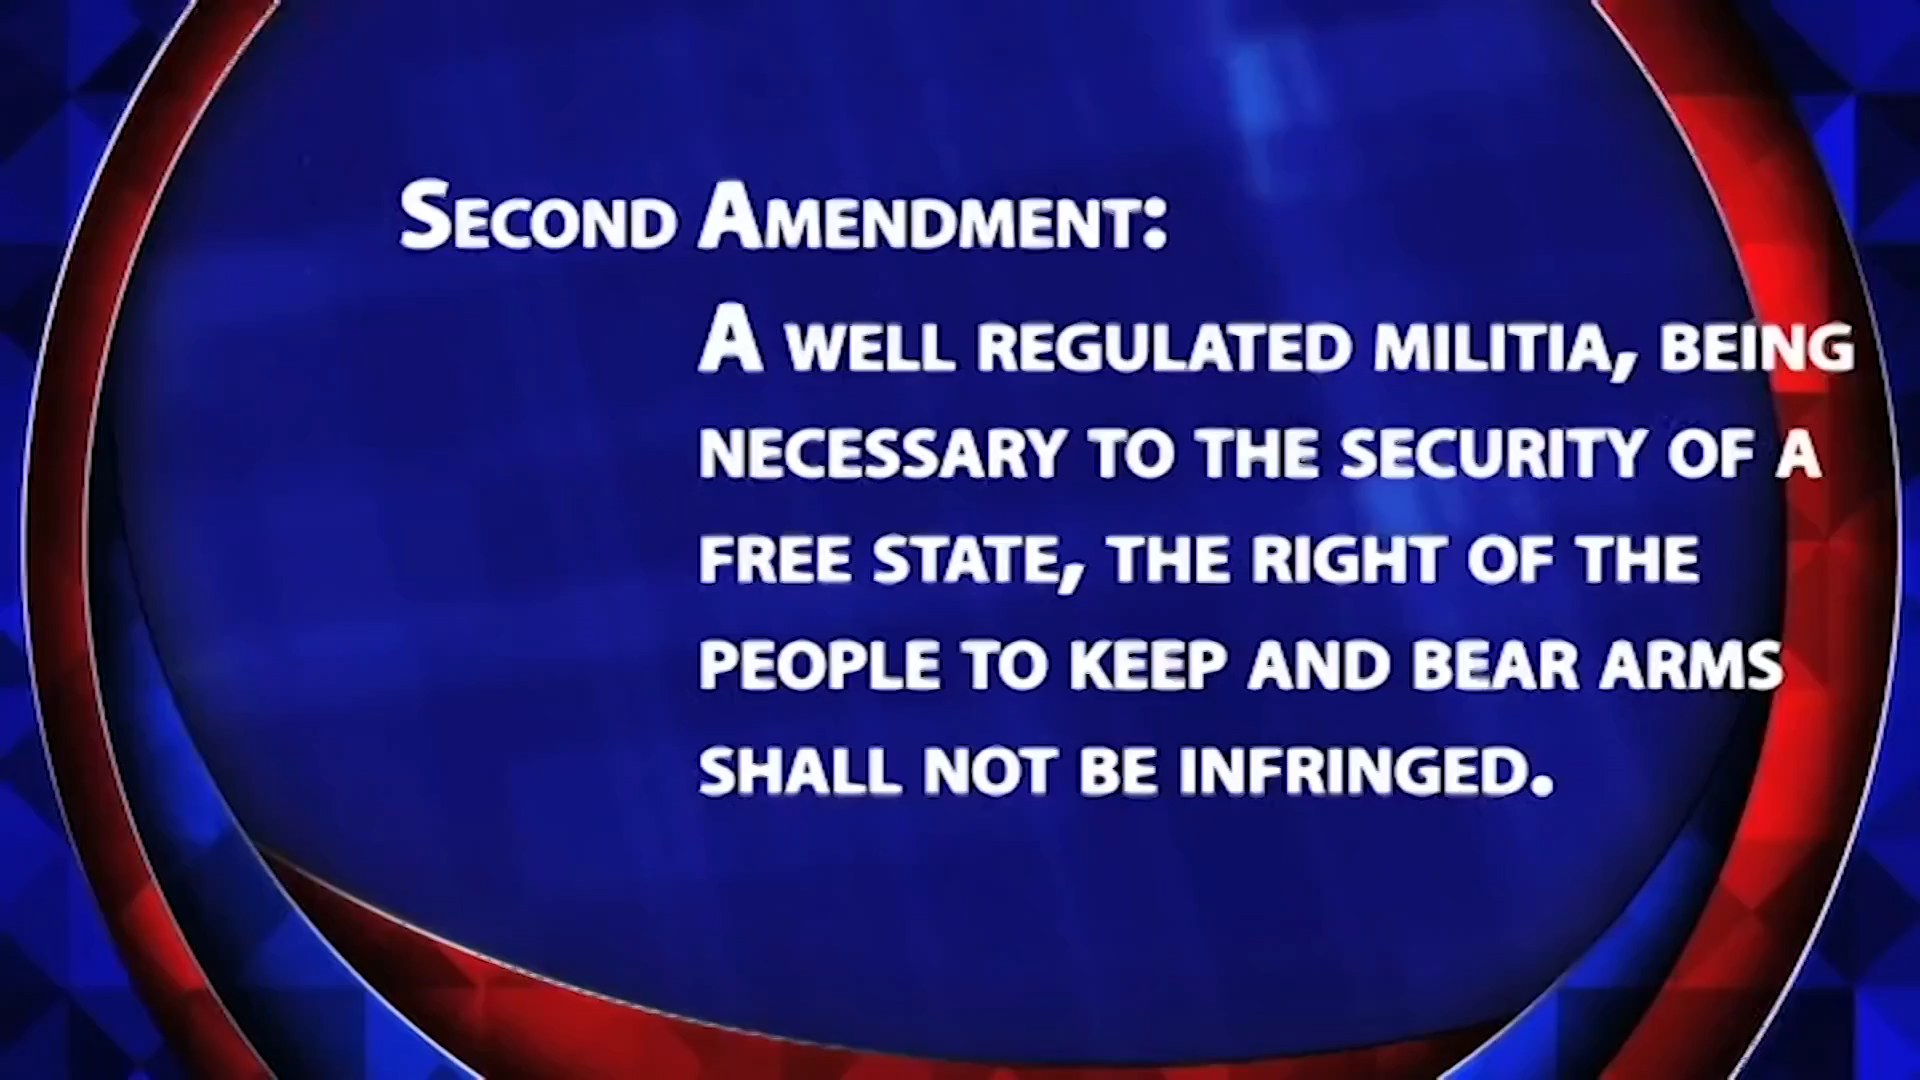 Second Amendment:
A well regulated militia, being
necessary to the security of a
free state, the right of the
people to keep and bear arms
shall not be infringed.